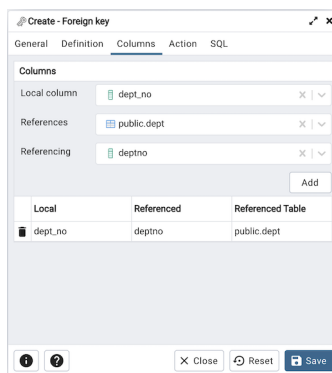 Create - Foreign key
General Definition Columns Action SQL
Columns
Local column dept_no
References public.dept
Referencing deptno
Add
Local Referenced Referenced Table
dept_no deptno public.dept
Close Reset Save